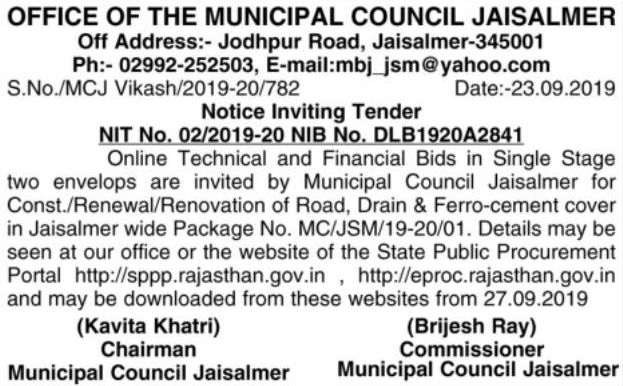 OFFICE OF THE MUNICIPAL COUNCIL JAISALMER
Off Address:- Jodhpur Road, Jaisalmer-345001
Ph:- 02992-252503, E-mail:mbj_jsm@yahoo.com
S.No./MCJ Vikash/2019-20/782 Date:-23.09.2019
Notice Inviting Tender
NIT No. 02/2019-20 NIB No. DLB1920A2841
Online Technical and Financial Bids in Single Stage
two envelops are invited by Municipal Council Jaisalmer for
Const./Renewal/Renovation of Road, Drain & Ferro-cement cover
in Jaisalmer wide Package No. MC/JSM/19-20/01. Details may be
seen at our office or the website of the State Public Procurement
Portal http://sppp.rajasthan.gov.in , http://eproc.rajasthan.gov.in
and may be downloaded from these websites from 27.09.2019
(Kavita Khatri) (Brijesh Ray)
Chairman Commissioner
Municipal Council Jaisalmer Municipal Council Jaisalmer